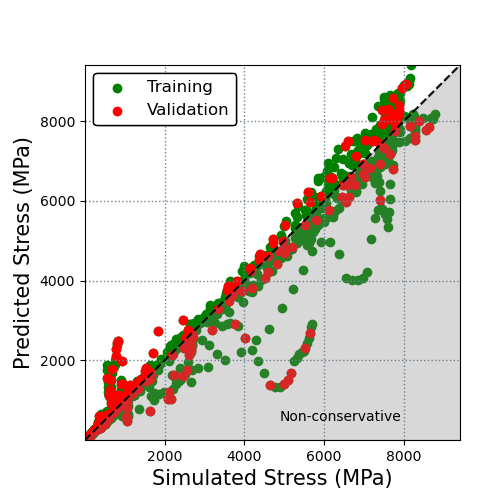 Training
Validation
8000
6000
4000
2000
Predicted Stress (MPa)
Non-conservative
2000
4000
6000
8000
Simulated Stress (MPa)